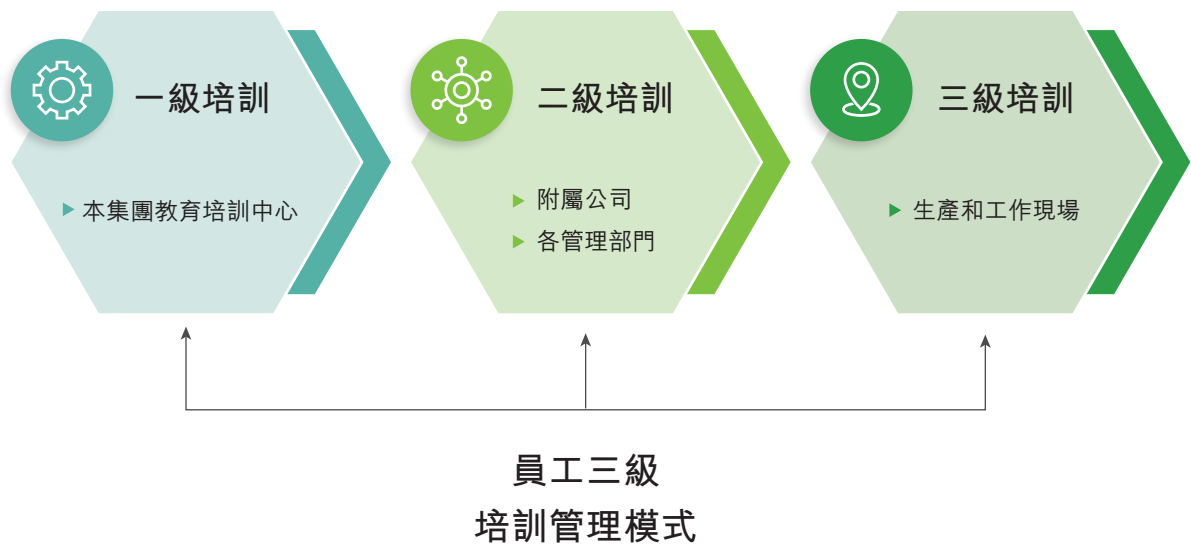 一級培訓
本集團教育培訓中心
二級培訓
附屬公司
各管理部門
三級培訓
生產和工作現場
員工三級
培訓管理模式